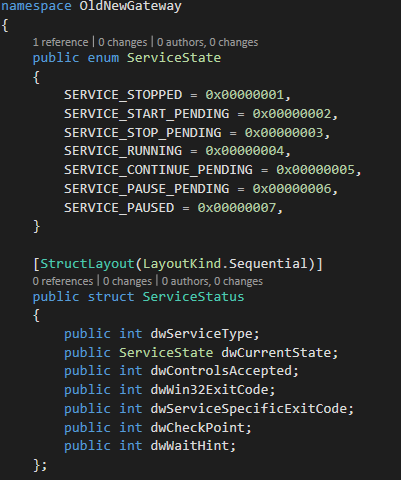 namespace OldNewGateway
{
1 reference | 0 changes | 0 authors, 0 changes
public enum ServiceState
{
SERVICE_STOPPED = 0x00000001,
SERVICE_START_PENDING = 0x00000002,
SERVICE_STOP_PENDING = 0x00000003,
SERVICE_RUNNING = 0x00000004,
SERVICE_CONTINUE_PENDING = 0x00000005,
SERVICE_PAUSE_PENDING = 0x00000006,
SERVICE_PAUSED = 0x00000007,
}
[StructLayout(LayoutKind.Sequential)]
0 references | 0 changes | 0 authors, 0 changes
public struct ServiceStatus
{
public int dwServiceType;
public ServiceState dwCurrentState;
public int dwControlsAccepted;
public int dwWin32ExitCode;
public int dwServiceSpecificExitCode;
public int dwCheckPoint;
public int dwWaitHint;
};